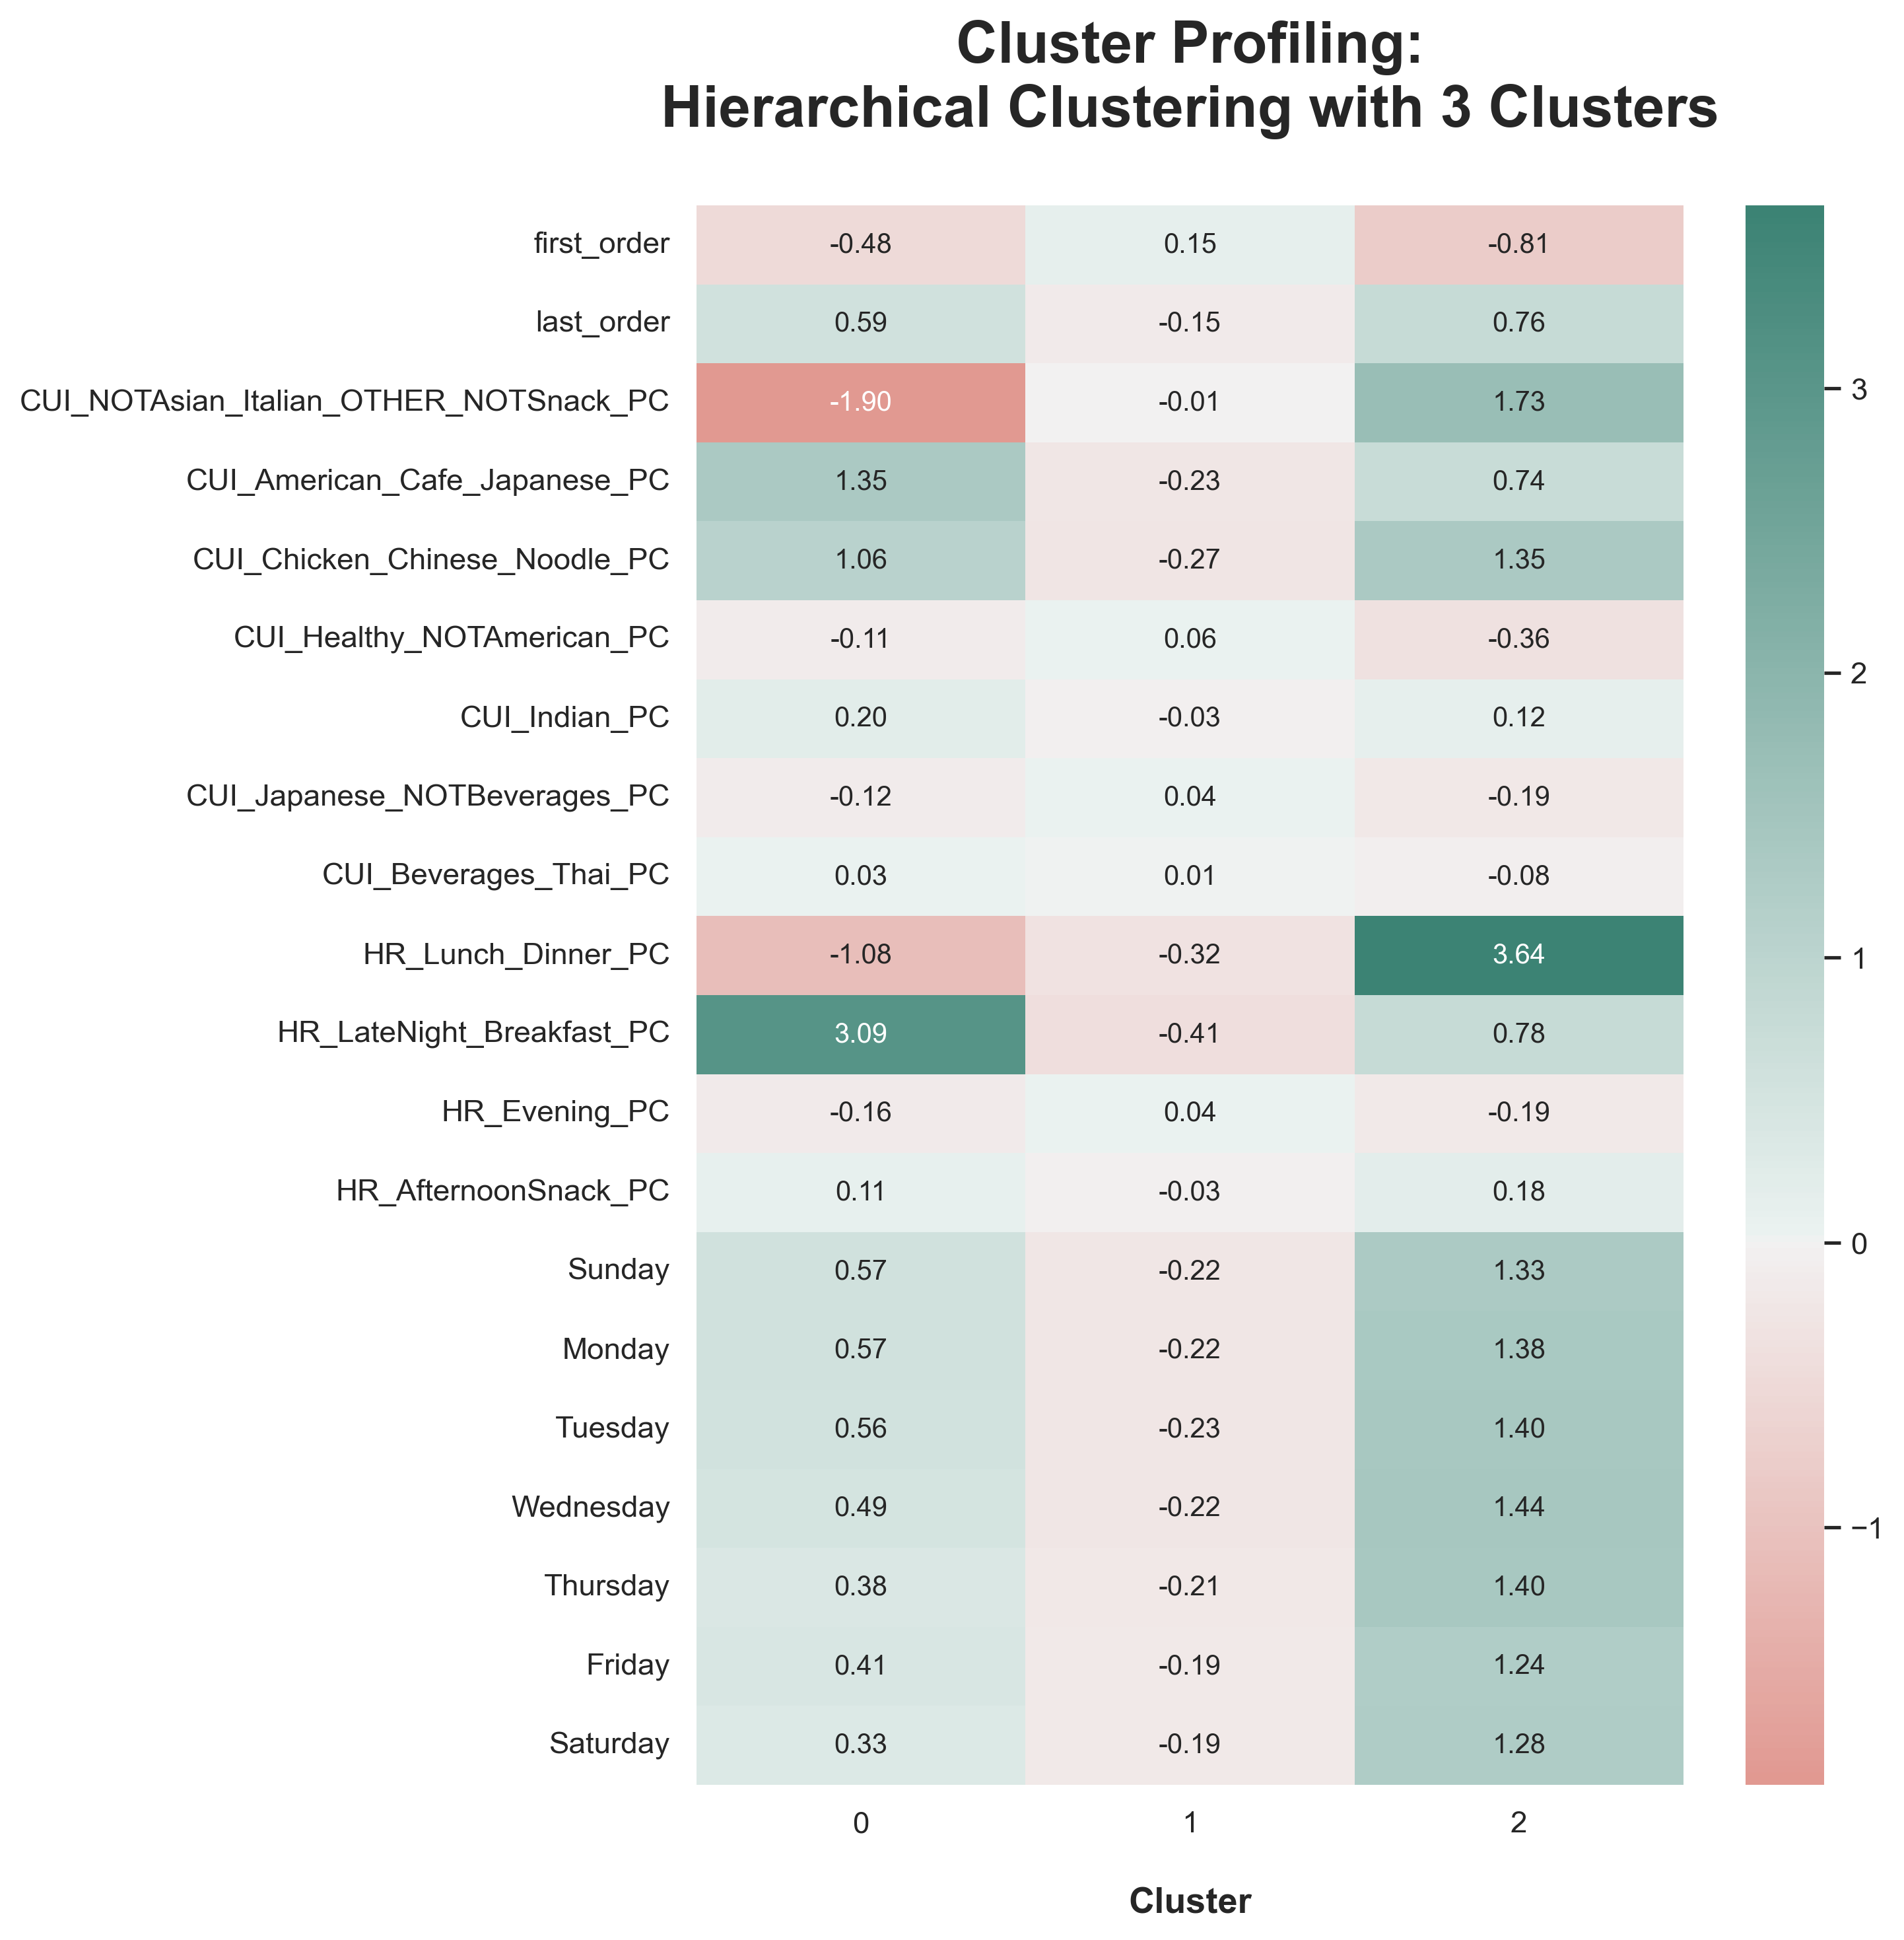 Cluster Profiling:
Hierarchical Clustering with 3 Clusters
first_order -0.48 0.15 -0.81
last_order 0.59 -0.15 0.76
CUI_NOTAsian_Italian_OTHER_NOTSnack_PC -1.90 -0.01 1.73
CUI_American_Cafe_Japanese_PC 1.35 -0.23 0.74
CUI_Chicken_Chinese_Noodle_PC 1.06 -0.27 1.35
CUI_Healthy_NOTAmerican_PC -0.11 0.06 -0.36
CUI_Indian_PC 0.20 -0.03 0.12
CUI_Japanese_NOTBeverages_PC -0.12 0.04 -0.19
CUI_Beverages_Thai_PC 0.03 0.01 -0.08
HR_Lunch_Dinner_PC -1.08 -0.32 3.64
HR_LateNight_Breakfast_PC 3.09 -0.41 0.78
HR_Evening_PC -0.16 0.04 -0.19
HR_AfternoonSnack_PC 0.11 -0.03 0.18
Sunday 0.57 -0.22 1.33
Monday 0.57 -0.22 1.38
Tuesday 0.56 -0.23 1.40
Wednesday 0.49 -0.22 1.44
Thursday 0.38 -0.21 1.40
Friday 0.41 -0.19 1.24
Saturday 0.33 -0.19 1.28
0 1 2
Cluster
3
2
1
0
−1